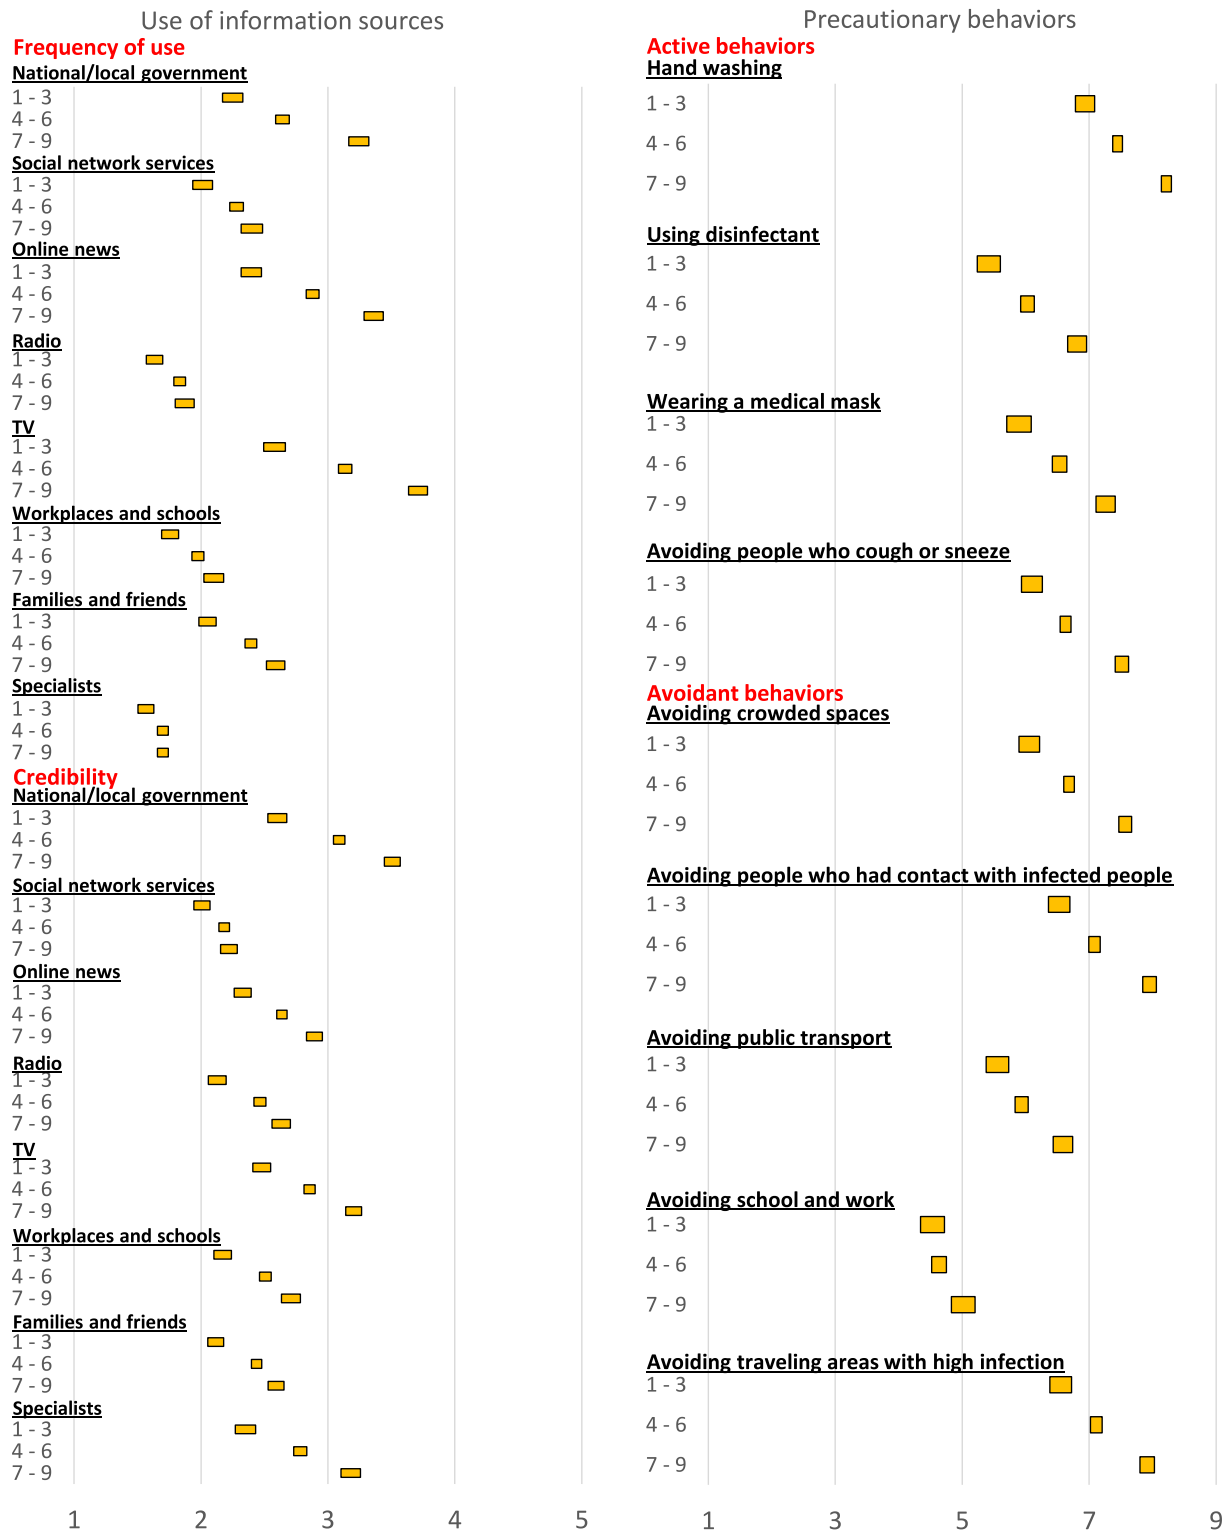 Use of information sources
Frequency of use
National/local government
1 - 3
4 - 6
7 - 9
Social network services
1 - 3
4 - 6
7 - 9
Online news
1 - 3
4 - 6
7 - 9
Radio
1 - 3
4 - 6
7 - 9
TV
1 - 3
4 - 6
7 - 9
Workplaces and schools
1 - 3
4 - 6
7 - 9
Families and friends
1 - 3
4 - 6
7 - 9
Specialists
1 - 3
4 - 6
7 - 9
Credibility
National/local government
1 - 3
4 - 6
7 - 9
Social network services
1 - 3
4 - 6
7 - 9
Online news
1 - 3
4 - 6
7 - 9
Radio
1 - 3
4 - 6
7 - 9
TV
1 - 3
4 - 6
7 - 9
Workplaces and schools
1 - 3
4 - 6
7 - 9
Families and friends
1 - 3
4 - 6
7 - 9
Specialists
1 - 3
4 - 6
7 - 9
1 2 3 4 5
Precautionary behaviors
Active behaviors
Hand washing
1 - 3
4 - 6
7 - 9
Using disinfectant
1 - 3
4 - 6
7 - 9
Wearing a medical mask
1 - 3
4 - 6
7 - 9
Avoiding people who cough or sneeze
1 - 3
4 - 6
7 - 9
Avoidant behaviors
Avoiding crowded spaces
1 - 3
4 - 6
7 - 9
Avoiding people who had contact with infected people
1 - 3
4 - 6
7 - 9
Avoiding public transport
1 - 3
4 - 6
7 - 9
Avoiding school and work
1 - 3
4 - 6
7 - 9
Avoiding traveling areas with high infection
1 - 3
4 - 6
7 - 9
1 3 5 7 9